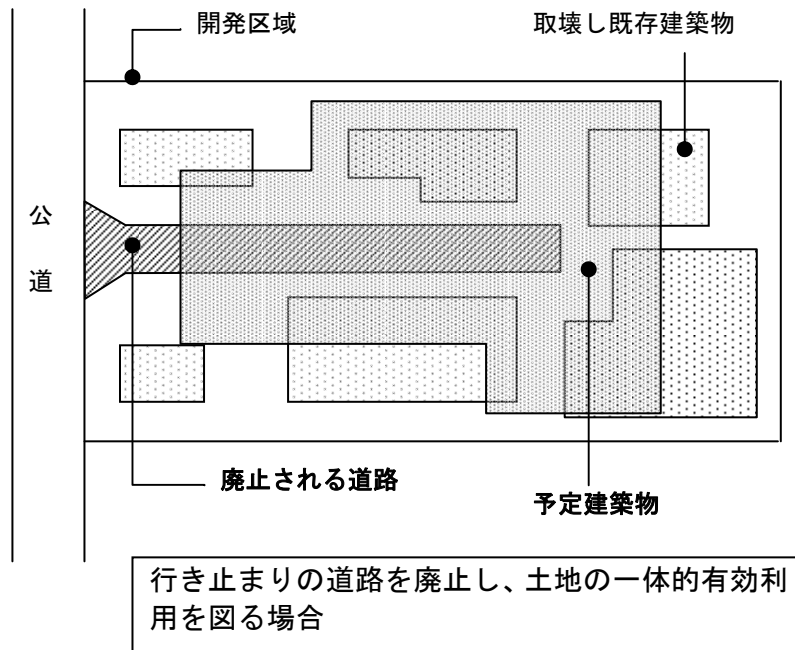 開発区域
取壊し既存建築物
公
道
廃止される道路
予定建築物
行き止まりの道路を廃止し、土地の一体的有効利
用を図る場合